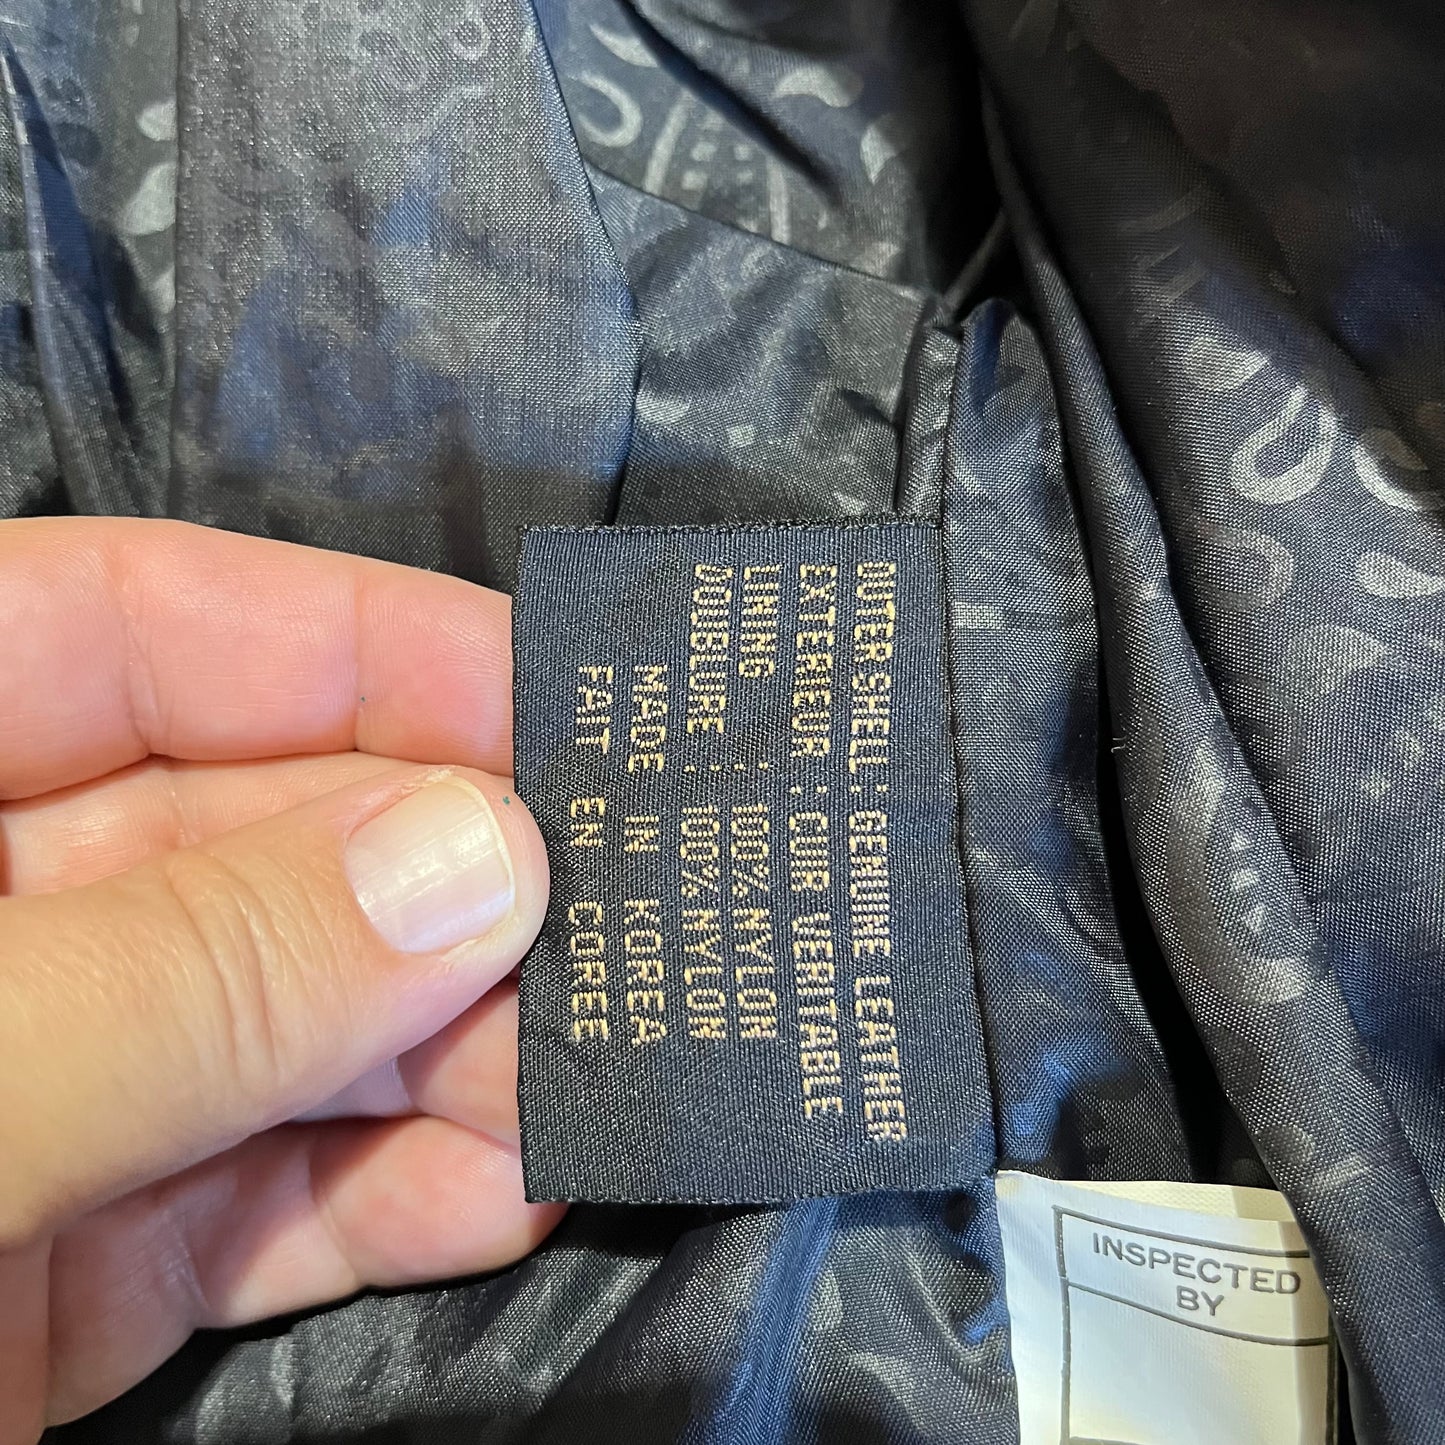 OUTER SHELL: GENUINE LEATHER
EXTERIEUR : CUIR VERITABLE
LINING : 100% NYLON
DOUBLURE : 100% NYLON
MADE IN KOREA
FAIT EN COREE
INSPECTED
BY